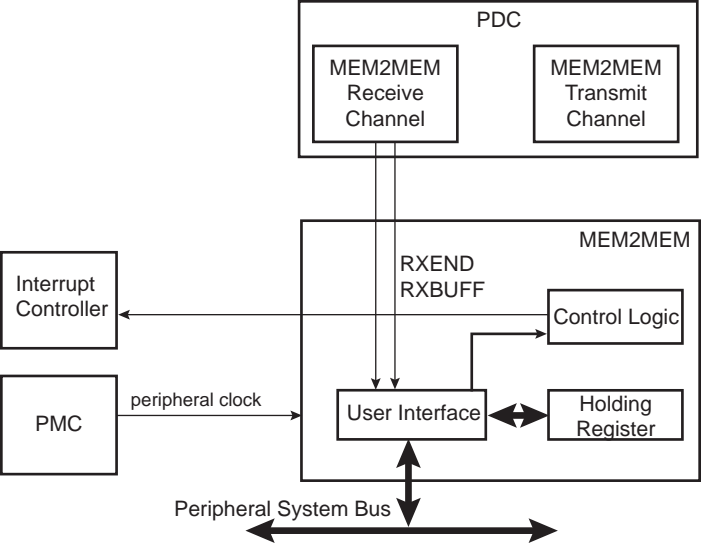 PDC
MEM2MEM
Receive
Channel
MEM2MEM
Transmit
Channel
MEM2MEM
RXEND
RXBUFF
Interrupt
Controller
Control Logic
PMC
peripheral clock
User Interface
Holding
Register
Peripheral System Bus